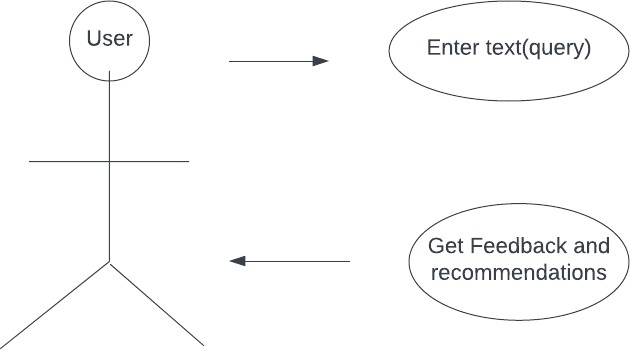 User
Enter text(query)
Get Feedback and
recommendations